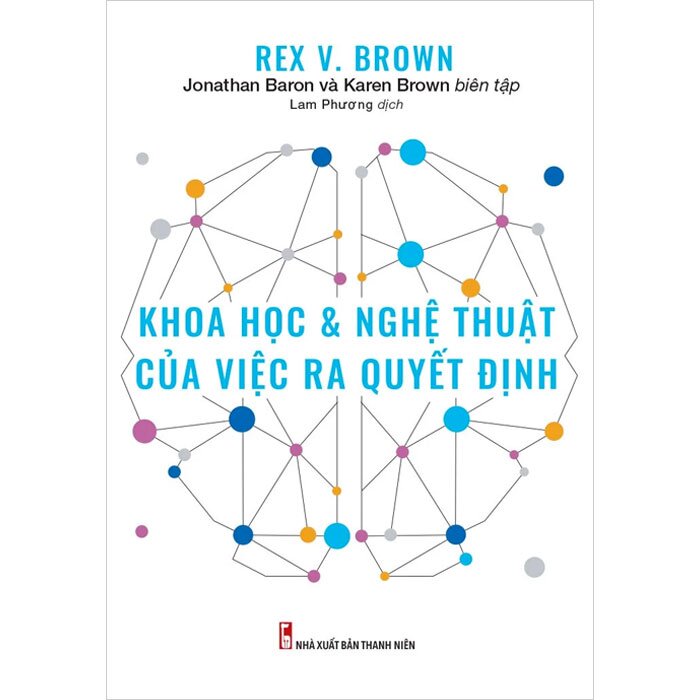 REX V. BROWN
Jonathan Baron và Karen Brown biên tập
Lam Phượng dịch
KHOA HỌC & NGHỆ THUẬT
CỦA VIỆC RA QUYẾT ĐỊNH
NHÀ XUẤT BẢN THANH NIÊN